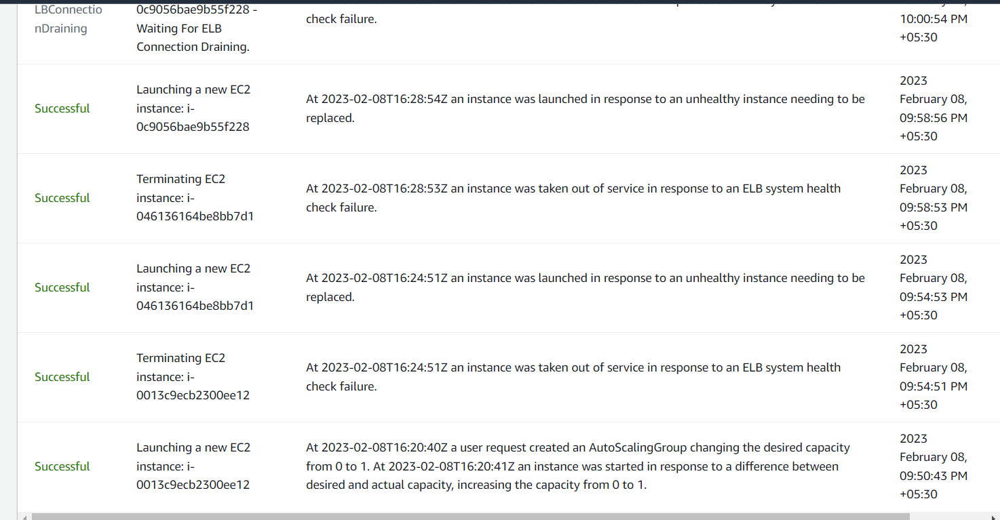 LBConnectio
nDraining
0c9056bae9b55f228 -
Waiting For ELB
Connection Draining.
check failure.
10:00:54 PM
+05:30
Successful
Launching a new EC2
instance: i-
0c9056bae9b55f228
At 2023-02-08T16:28:54Z an instance was launched in response to an unhealthy instance needing to be
replaced.
2023
February 08,
09:58:56 PM
+05:30
Successful
Terminating EC2
instance: i-
046136164be8bb7d1
At 2023-02-08T16:28:53Z an instance was taken out of service in response to an ELB system health
check failure.
2023
February 08,
09:58:53 PM
+05:30
Successful
Launching a new EC2
instance: i-
046136164be8bb7d1
At 2023-02-08T16:24:51Z an instance was launched in response to an unhealthy instance needing to be
replaced.
2023
February 08,
09:54:53 PM
+05:30
Successful
Terminating EC2
instance: i-
0013c9ecb2300ee12
At 2023-02-08T16:24:51Z an instance was taken out of service in response to an ELB system health
check failure.
2023
February 08,
09:54:51 PM
+05:30
Successful
Launching a new EC2
instance: i-
0013c9ecb2300ee12
At 2023-02-08T16:20:40Z a user request created an AutoScalingGroup changing the desired capacity
from 0 to 1. At 2023-02-08T16:20:41Z an instance was started in response to a difference between
desired and actual capacity, increasing the capacity from 0 to 1.
2023
February 08,
09:50:43 PM
+05:30